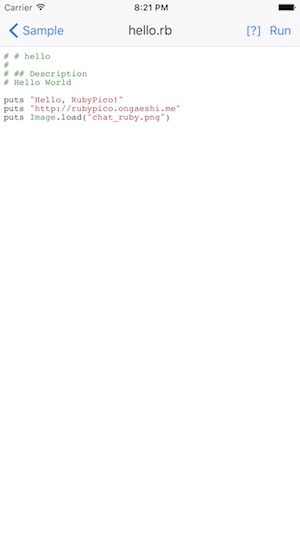 Carrier 8:21 PM
Sample hello.rb [?] Run
# # hello
#
# ## Description
# Hello World
puts "Hello, RubyPico!"
puts "http://rubypico.ongaeshi.me"
puts Image.load("chat_ruby.png")